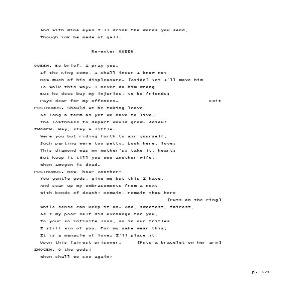 And with mine eyes I'll drink the words you send,
Though ink be made of gall.
Re-enter QUEEN
QUEEN. Be brief, I pray you.
If the King come, I shall incur I know not
How much of his displeasure. [Aside] Yet I'll move him
To walk this way. I never do him wrong
But he does buy my injuries, to be friends;
Pays dear for my offences. Exit
POSTHUMUS. Should we be taking leave
As long a term as yet we have to live,
The loathness to depart would grow. Adieu!
IMOGEN. Nay, stay a little.
Were you but riding forth to air yourself,
Such parting were too petty. Look here, love:
This diamond was my mother's; take it, heart;
But keep it till you woo another wife,
When Imogen is dead.
POSTHUMUS. How, how? Another?
You gentle gods, give me but this I have,
And sear up my embracements from a next
With bonds of death! Remain, remain thou here
[Puts on the ring]
While sense can keep it on. And, sweetest, fairest,
As I my poor self did exchange for you,
To your so infinite loss, so in our trifles
I still win of you. For my sake wear this;
It is a manacle of love; I'll place it
Upon this fairest prisoner. [Puts a bracelet on her arm]
IMOGEN. O the gods!
When shall we see again?